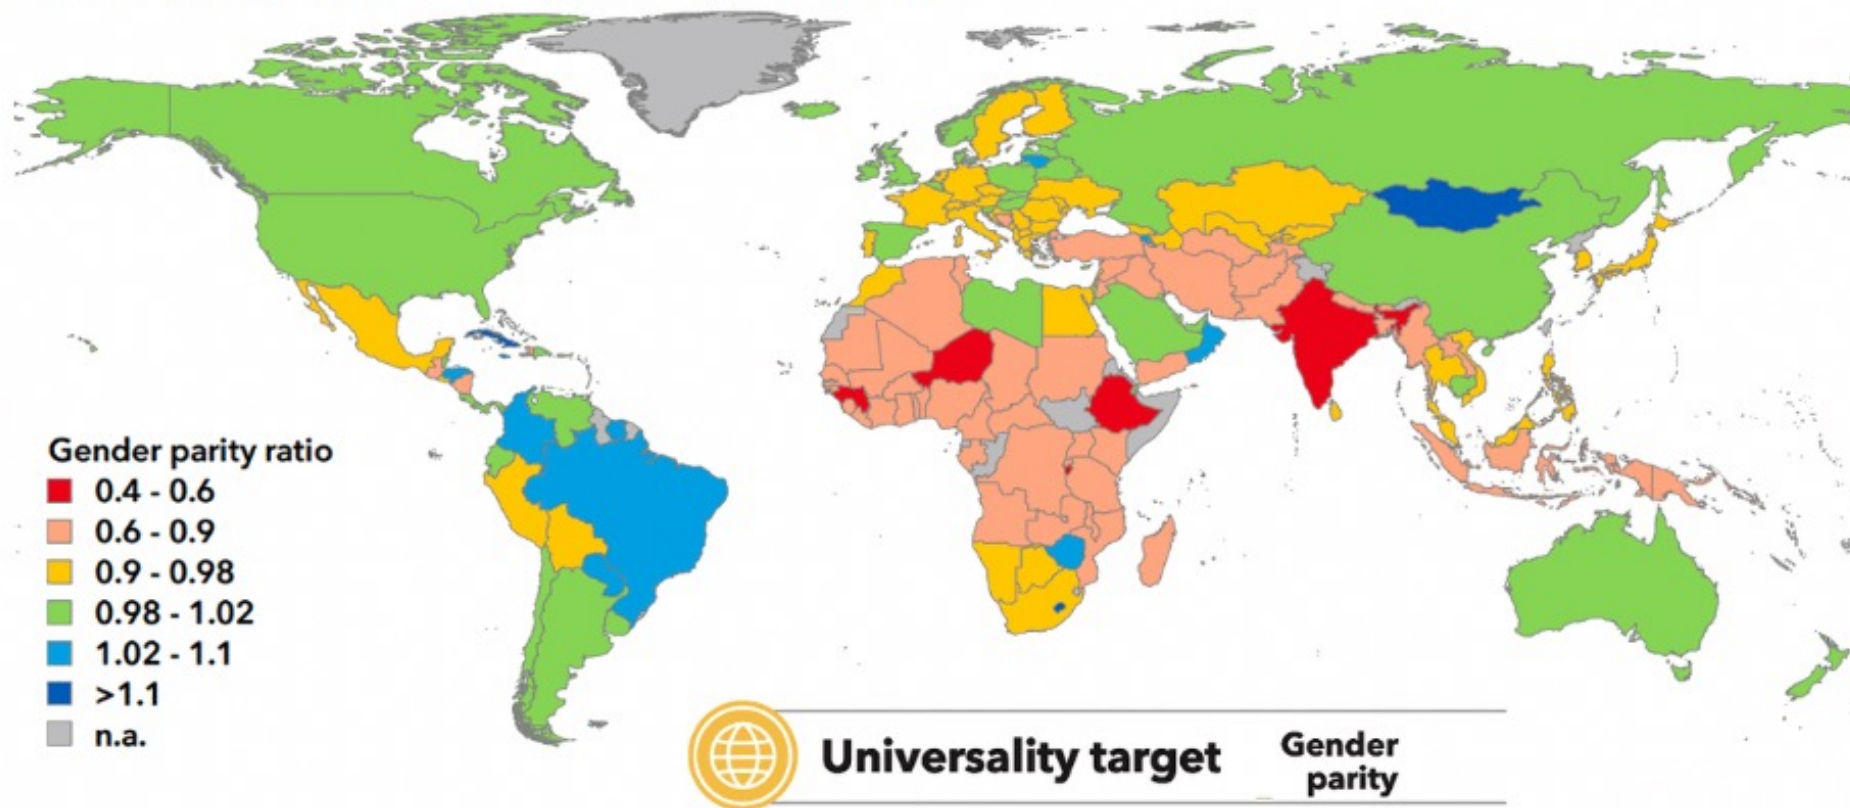 Gender parity ratio
0.4 - 0.6
0.6 - 0.9
0.9 - 0.98
0.98 - 1.02
1.02 - 1.1
>1.1
n.a.
Universality target
Gender
parity